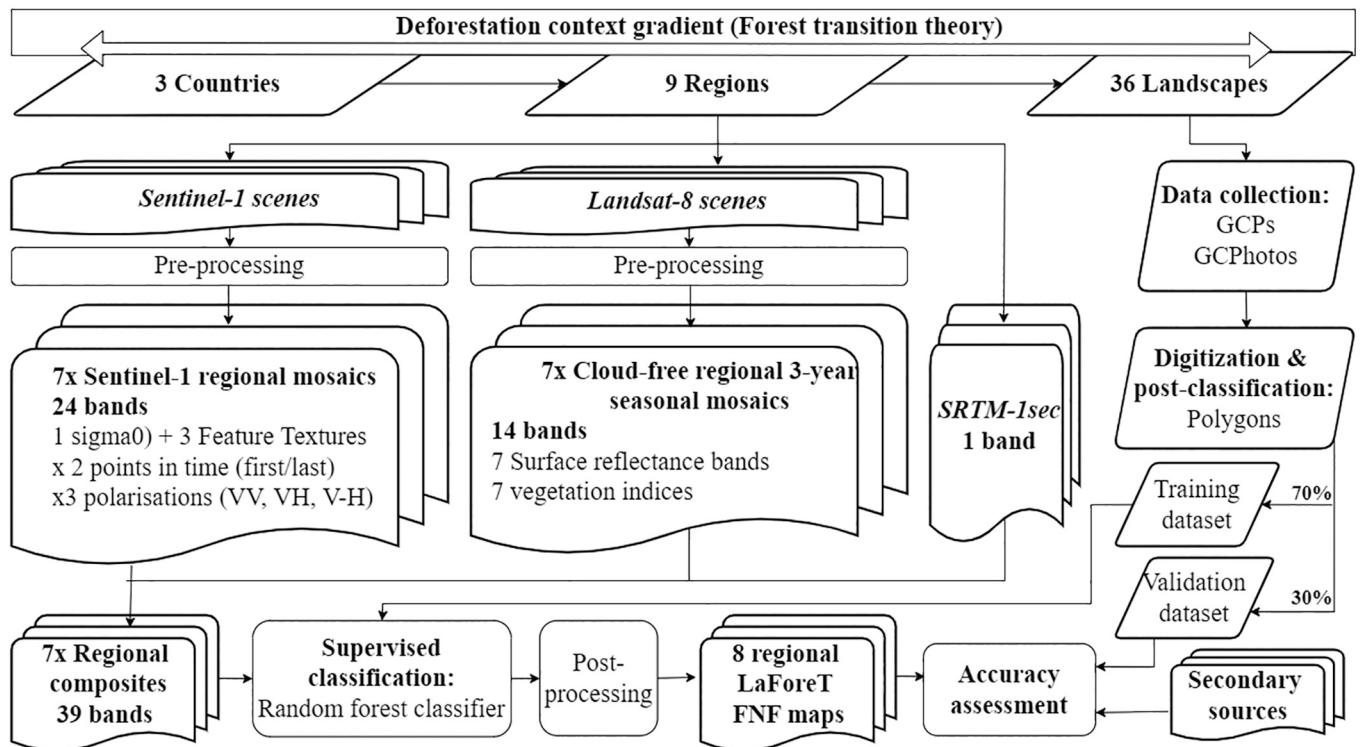 Deforestation context gradient (Forest transition theory)
3 Countries
9 Regions
36 Landscapes
Sentinel-1 scenes
Landsat-8 scenes
Data collection:
GCPs
GCPhotos
Pre-processing
Pre-processing
7x Sentinel-1 regional mosaics
24 bands
1 sigma0) + 3 Feature Textures
x 2 points in time (first/last)
x3 polarisations (VV, VH, V-H)
7x Cloud-free regional 3-year
seasonal mosaics
14 bands
7 Surface reflectance bands
7 vegetation indices
SRTM-1sec
1 band
Digitization &
post-classification:
Polygons
Training
dataset
70%
Validation
dataset
30%
7x Regional
composites
39 bands
Supervised
classification:
Random forest classifier
Post-
processing
8 regional
LaForeT
FNF maps
Accuracy
assessment
Secondary
sources